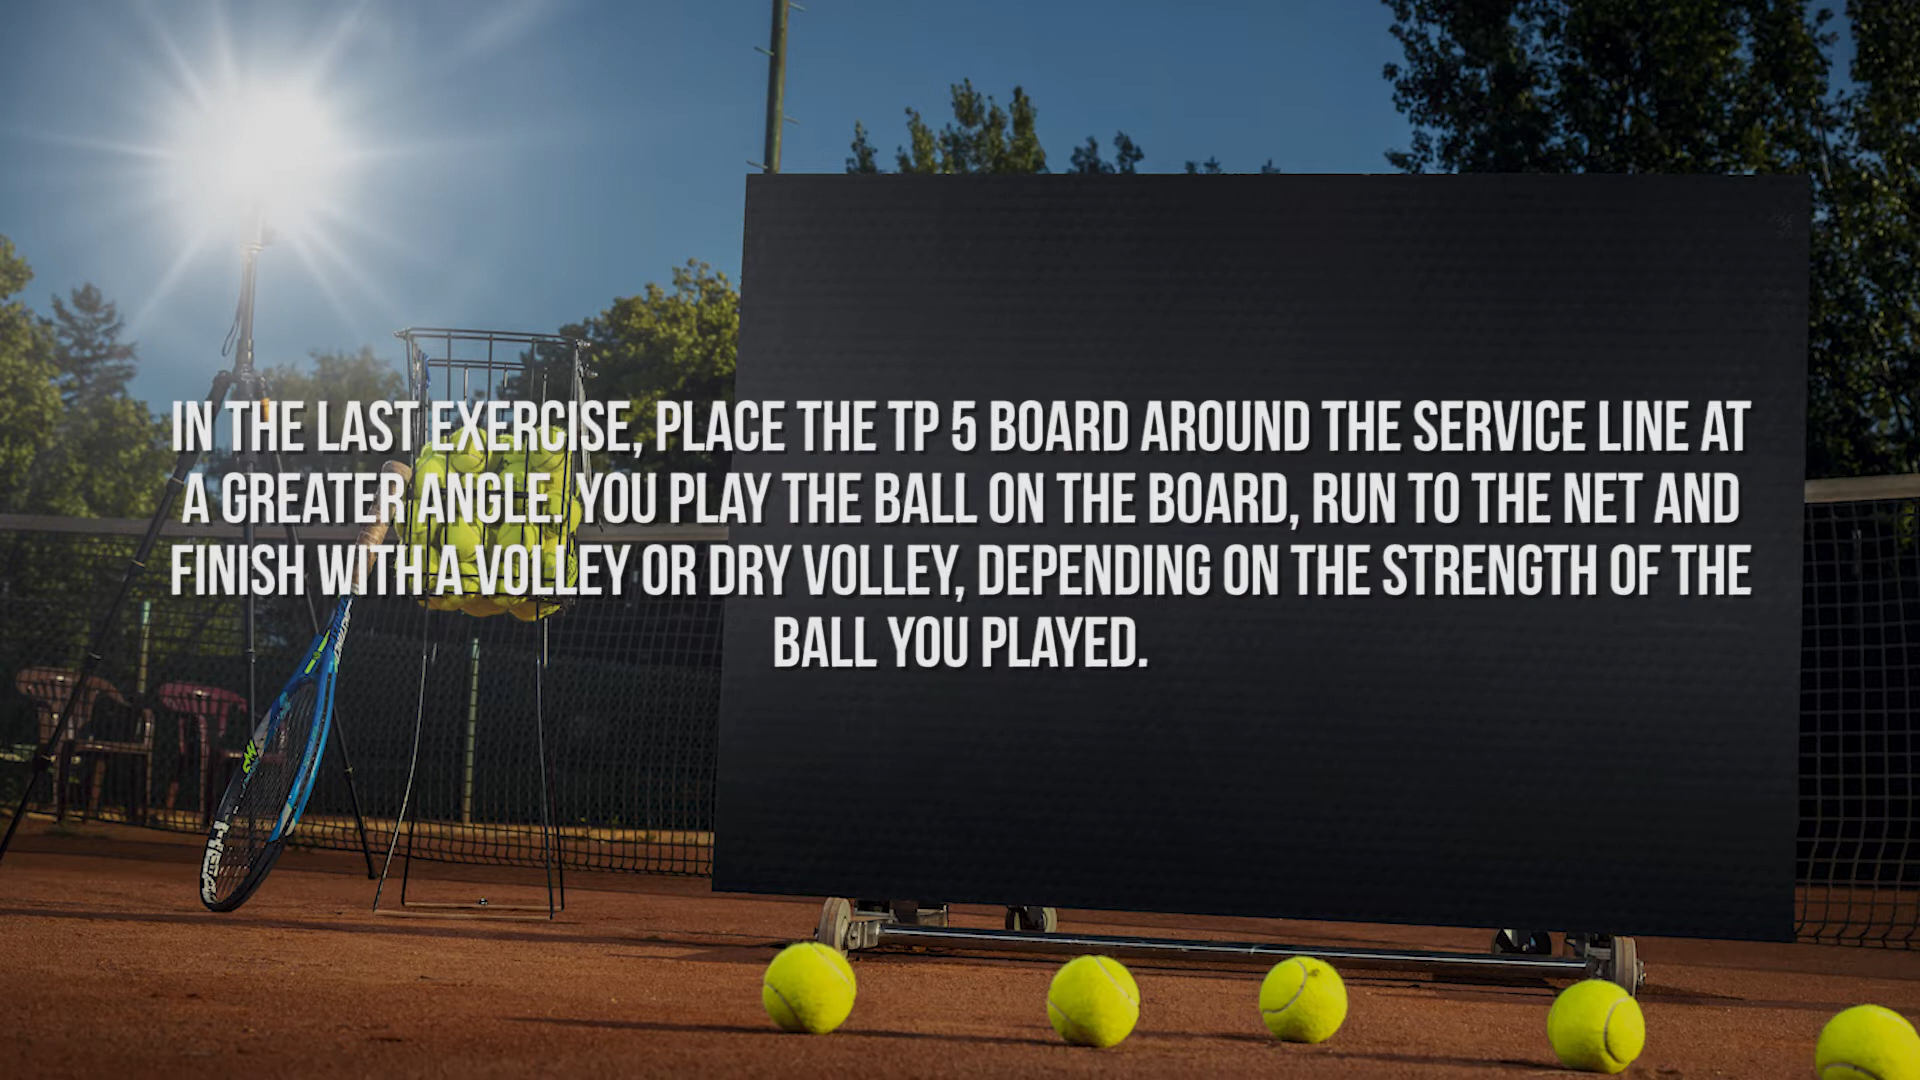 IN THE LAST EXERCISE, PLACE THE TP 5 BOARD AROUND THE SERVICE LINE AT
A GREATER ANGLE. YOU PLAY THE BALL ON THE BOARD, RUN TO THE NET AND
FINISH WITH A VOLLEY OR DRY VOLLEY, DEPENDING ON THE STRENGTH OF THE
BALL YOU PLAYED.
HEAD